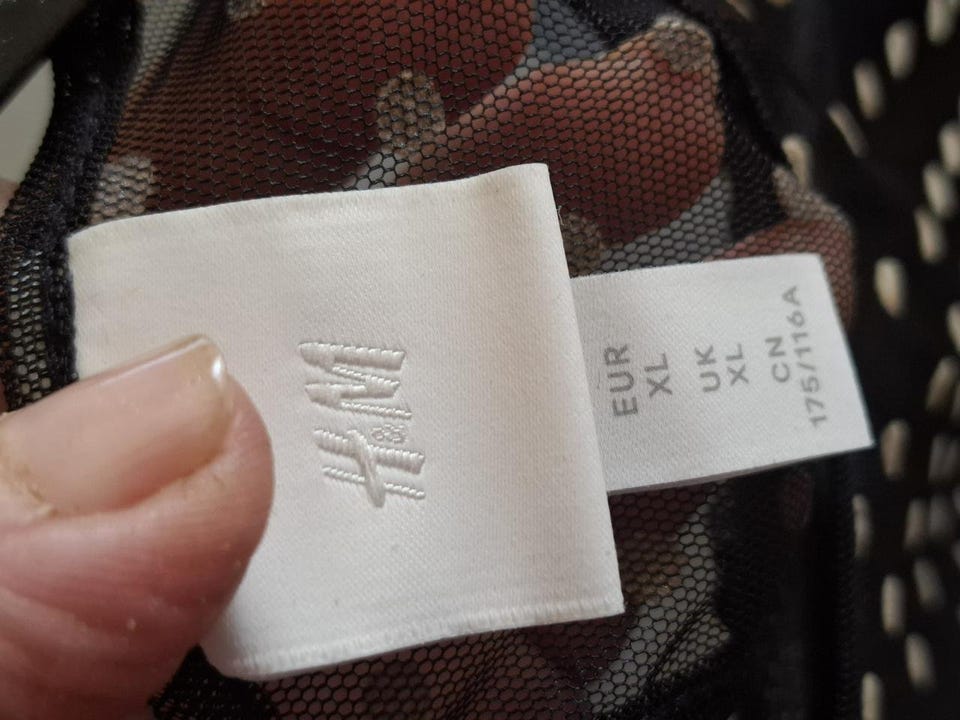 H&M
EUR
XL
UK
XL
CN
175/116A